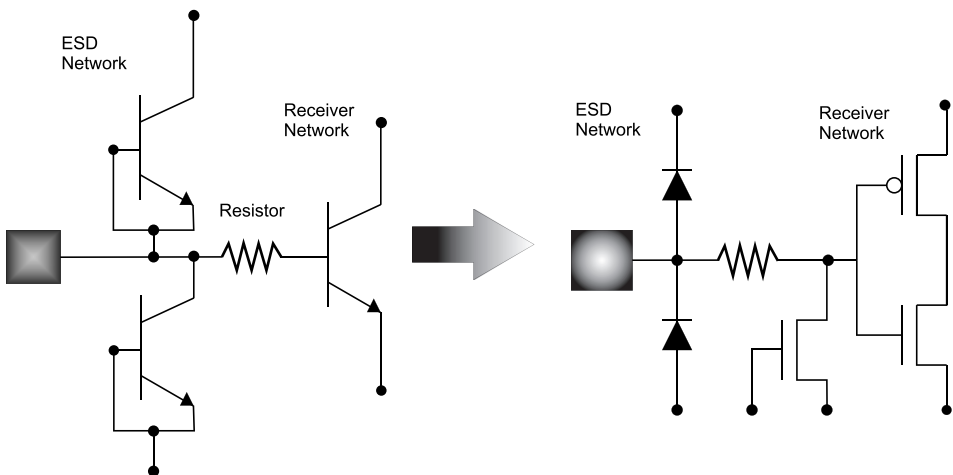 ESD
Network
Receiver
Network
Resistor
ESD
Network
Receiver
Network